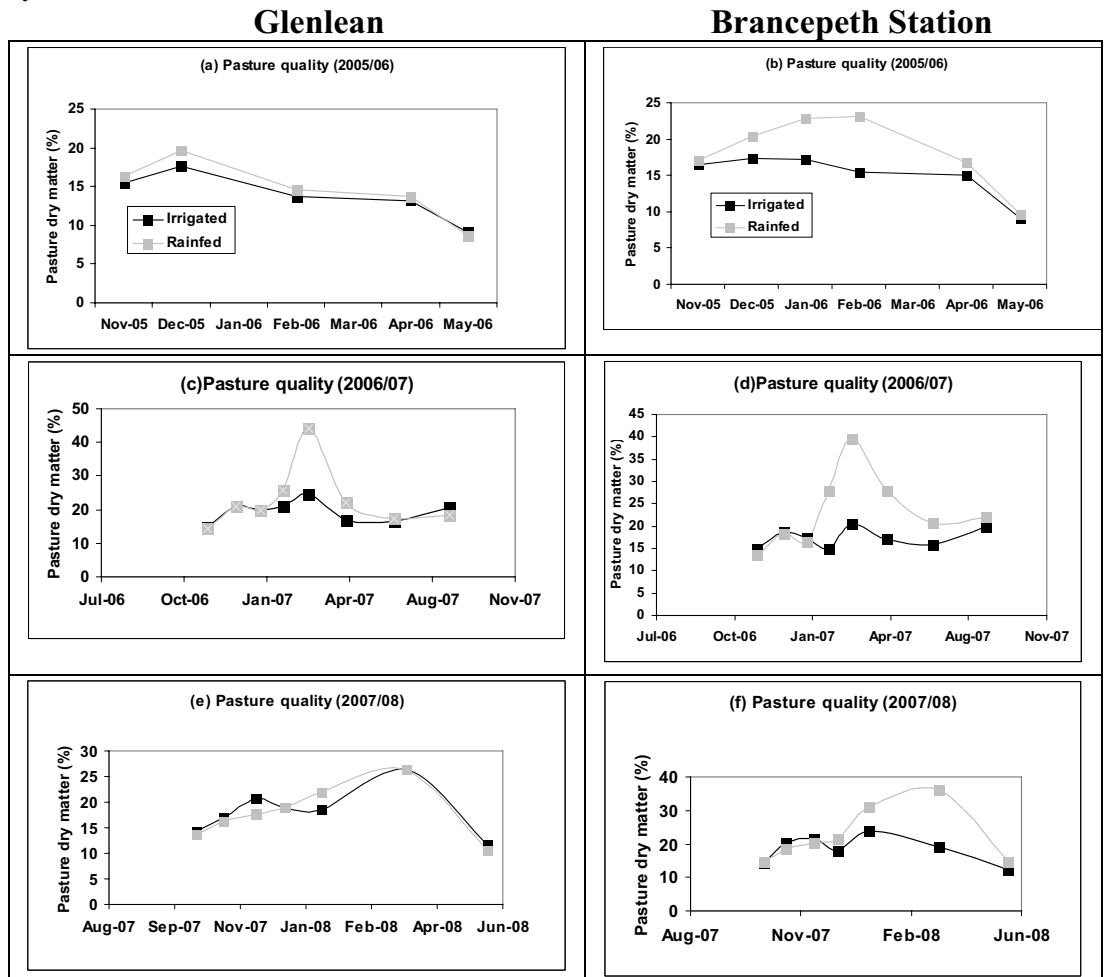 Glenlean Brancepeth Station
(a) Pasture quality (2005/06)
Pasture dry matter (%)
25
20
15
10
5
0
Irrigated
Rainfed
Nov-05 Dec-05 Jan-06 Feb-06 Mar-06 Apr-06 May-06
(b) Pasture quality (2005/06)
Pasture dry matter (%)
25
20
15
10
5
0
Irrigated
Rainfed
Nov-05 Dec-05 Jan-06 Feb-06 Mar-06 Apr-06 May-06
(c)Pasture quality (2006/07)
Pasture dry matter (%)
50
40
30
20
10
0
Jul-06 Oct-06 Jan-07 Apr-07 Aug-07 Nov-07
(d)Pasture quality (2006/07)
Pasture dry matter (%)
45
40
35
30
25
20
15
10
5
0
Jul-06 Oct-06 Jan-07 Apr-07 Aug-07 Nov-07
(e) Pasture quality (2007/08)
Pasture dry matter (%)
30
25
20
15
10
5
0
Aug-07 Sep-07 Nov-07 Jan-08 Feb-08 Apr-08 Jun-08
(f) Pasture quality (2007/08)
Pasture dry matter (%)
40
30
20
10
0
Aug-07 Nov-07 Feb-08 Jun-08